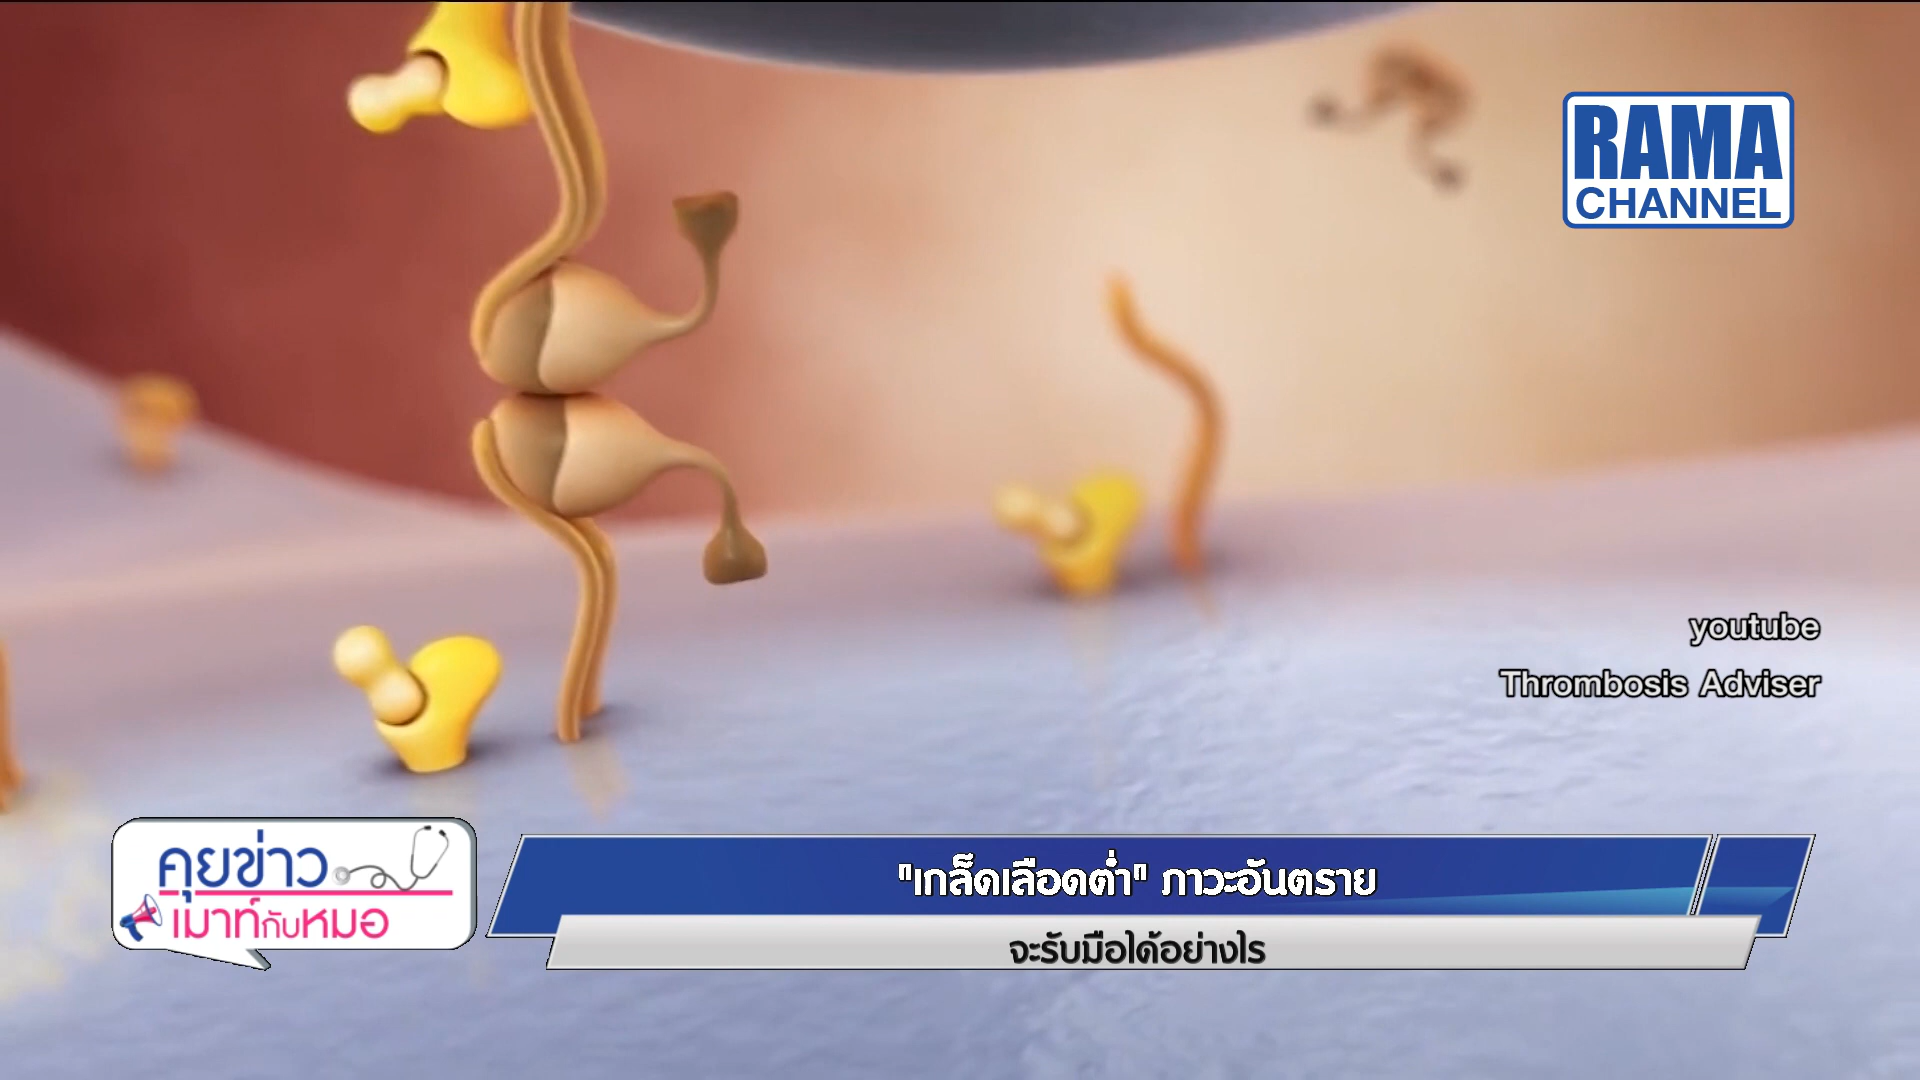 RAMA
CHANNEL
youtube
Thrombosis Adviser
คุยข่าว
เมาท์กับหมอ
"เกล็ดเลือดต่ำ" ภาวะอันตราย
จะรับมือได้อย่างไร